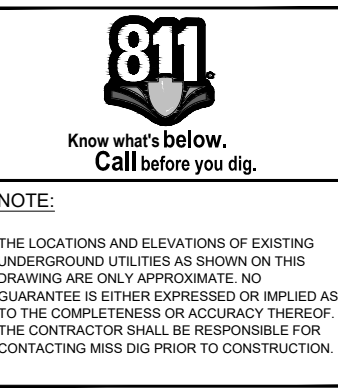 811
Know what's below.
Call before you dig.
NOTE:
THE LOCATIONS AND ELEVATIONS OF EXISTING
UNDERGROUND UTILITIES AS SHOWN ON THIS
DRAWING ARE ONLY APPROXIMATE. NO
GUARANTEE IS EITHER EXPRESSED OR IMPLIED AS
TO THE COMPLETENESS OR ACCURACY THEREOF.
THE CONTRACTOR SHALL BE RESPONSIBLE FOR
CONTACTING MISS DIG PRIOR TO CONSTRUCTION.